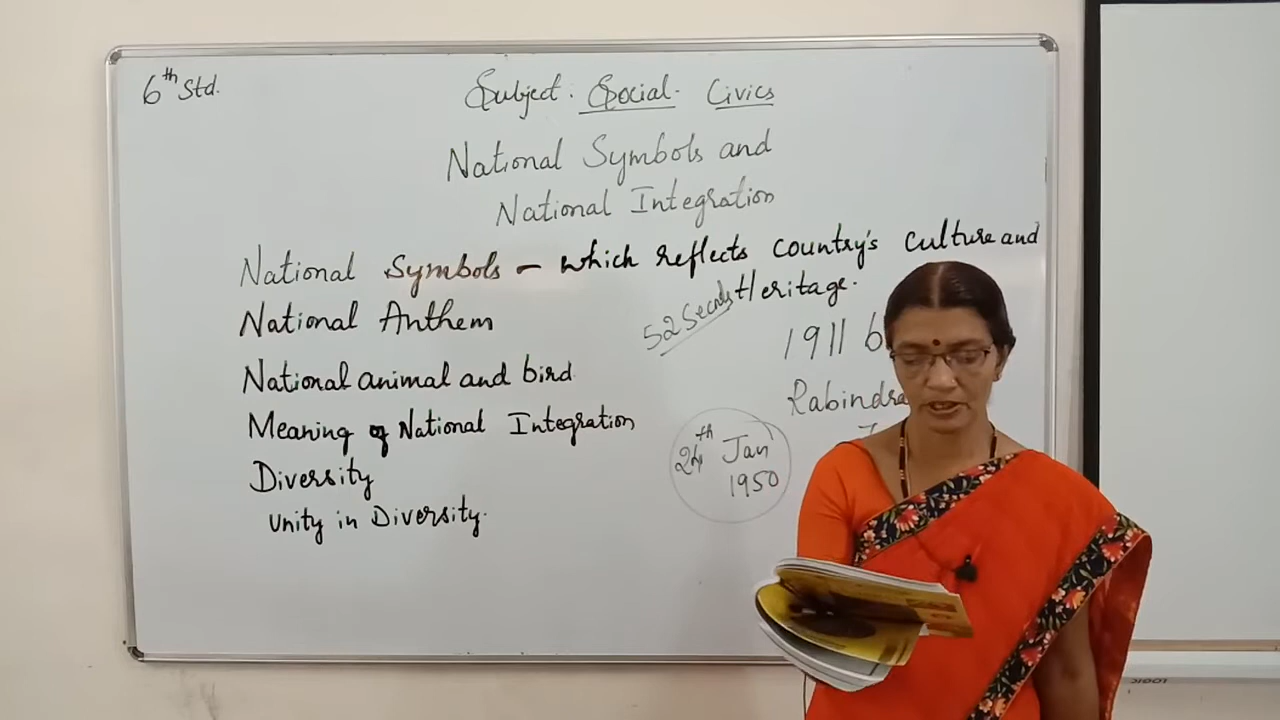 6th Std.
Subject: Social- Civics
National Symbols and
National Integration
National Symbols – which reflects country's culture and
Heritage.
52 Seconds
National Anthem
1911
National animal and bird
Rabindra
Meaning of National Integration
24th Jan
1950
Diversity
Unity in Diversity.